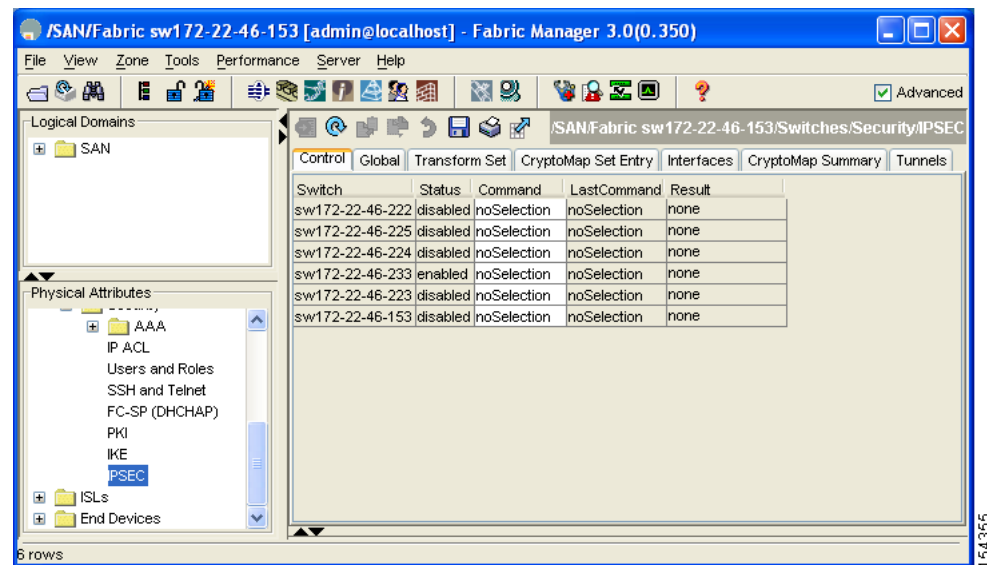 /SAN/Fabric sw172-22-46-153 [admin@localhost] - Fabric Manager 3.0(0.350)
File View Zone Tools Performance Server Help
Advanced
Logical Domains
SAN
/SAN/Fabric sw172-22-46-153/Switches/Security/IPSEC
Control Global Transform Set CryptoMap Set Entry Interfaces CryptoMap Summary Tunnels
Switch Status Command LastCommand Result
sw172-22-46-222 disabled noSelection noSelection none
sw172-22-46-225 disabled noSelection noSelection none
sw172-22-46-224 disabled noSelection noSelection none
sw172-22-46-233 enabled noSelection noSelection none
sw172-22-46-223 disabled noSelection noSelection none
sw172-22-46-153 disabled noSelection noSelection none
Physical Attributes
AAA
IP ACL
Users and Roles
SSH and Telnet
FC-SP (DHCHAP)
PKI
IKE
IPSEC
ISLs
End Devices
6 rows
154355